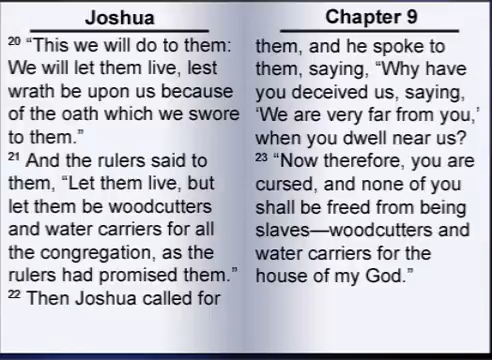 Joshua
Chapter 9
20 “This we will do to them:
We will let them live, lest
wrath be upon us because
of the oath which we swore
to them.”
21 And the rulers said to
them, “Let them live, but
let them be woodcutters
and water carriers for all
the congregation, as the
rulers had promised them.”
22 Then Joshua called for
them, and he spoke to
them, saying, “Why have
you deceived us, saying,
‘We are very far from you,’
when you dwell near us?
23 “Now therefore, you are
cursed, and none of you
shall be freed from being
slaves—woodcutters and
water carriers for the
house of my God.”